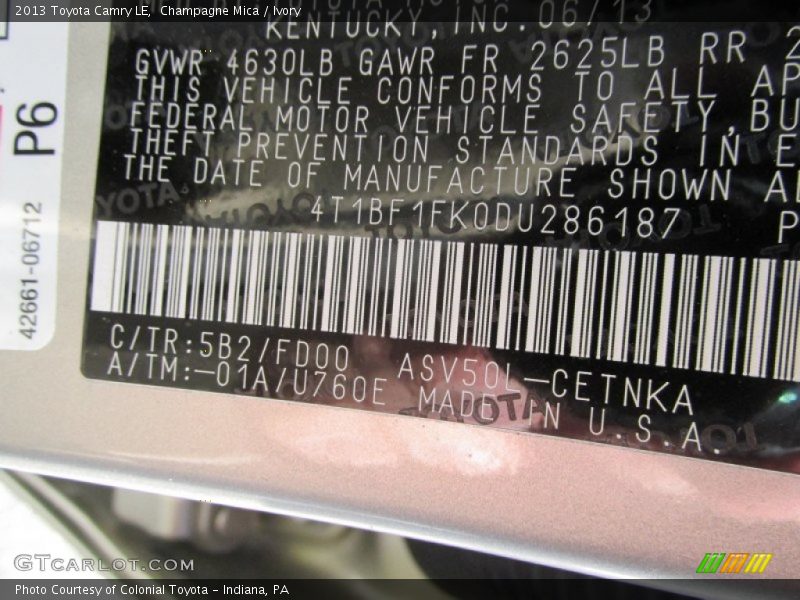 2013 Toyota Camry LE, Champagne Mica / Ivory
KENTUCKY, INC. 06/13
GVWR 4630LB GAWR FR 2625LB RR 2
THIS VEHICLE CONFORMS TO ALL AP
FEDERAL MOTOR VEHICLE SAFETY, BU
THEFT PREVENTION STANDARDS IN E
THE DATE OF MANUFACTURE SHOWN A
4T1BF1FK0DU286187 P
C/TR:5B2/FD00 ASV50L-CETNKA
A/TM:-01A/U760E MADE IN U.S.A.
P6
42661-06712
GTCARLOT.COM
Photo Courtesy of Colonial Toyota - Indiana, PA